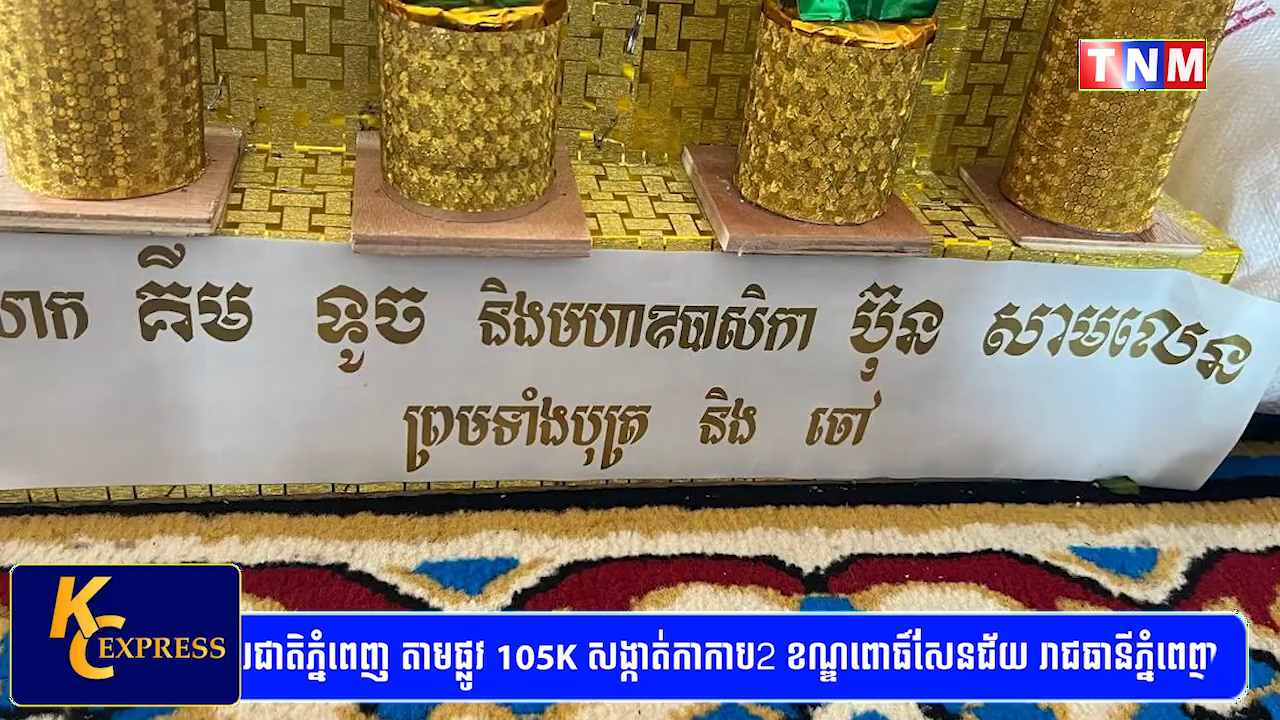 TNM
គឹម ទូច និងមហាឧបាសិកា ប៊ុន សាមលេន
ព្រមទាំងបុត្រ និង ចៅ
KC EXPRESS
ជាតិភ្នំពេញ តាមផ្លូវ 105K សង្កាត់កាកាប2 ខណ្ឌពោធិ៍សែនជ័យ រាជធានីភ្នំពេញ